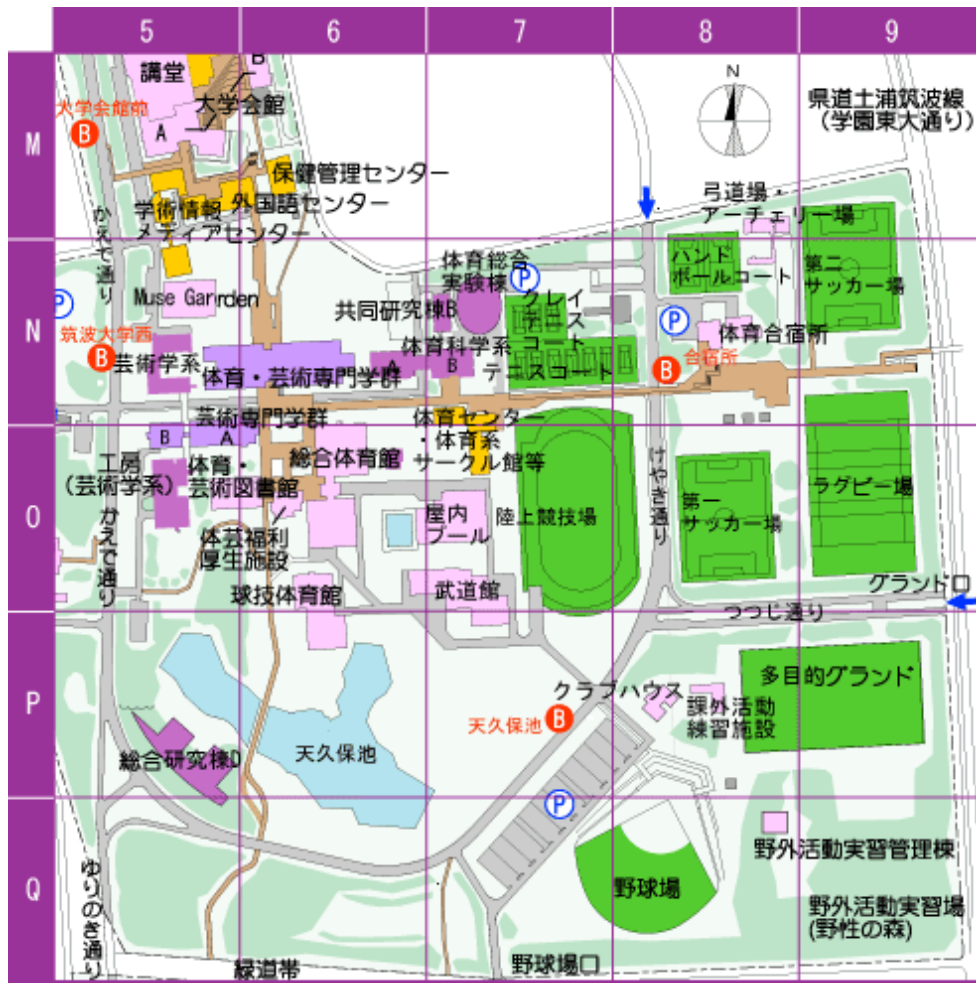 5
6
7
8
9
M
N
O
P
Q
N
講堂
B
大学会館前
B
大学会館
A
保健管理センター
外国語センター
学術情報
メディアセンター
かえで通り
県道土浦筑波線
(学園東大通り)
弓道場・
アーチェリー場
体育総合
実験棟
P
ハンド
ボールコート
第二
サッカー場
P
Muse Garden
共同研究棟B
クレイ
テニス
コート
P
体育合宿所
筑波大学西
B
芸術学系
体育科学系
A
B
テニスコート
合宿所
B
体育・芸術専門学群
芸術専門学群
体育センター
・体育系
サークル館等
B
A
工房
(芸術学系)
体育・
芸術図書館
総合体育館
けやき通り
ラグビー場
第一
サッカー場
かえで通り
体芸福利
厚生施設
屋内
プール
陸上競技場
球技体育館
武道館
グランド口
つつじ通り
クラブハウス
多目的グランド
課外活動
練習施設
天久保池
B
総合研究棟D
天久保池
P
ゆりのき通り
野球場
野外活動実習管理棟
野外活動実習場
(野性の森)
緑道帯
野球場口